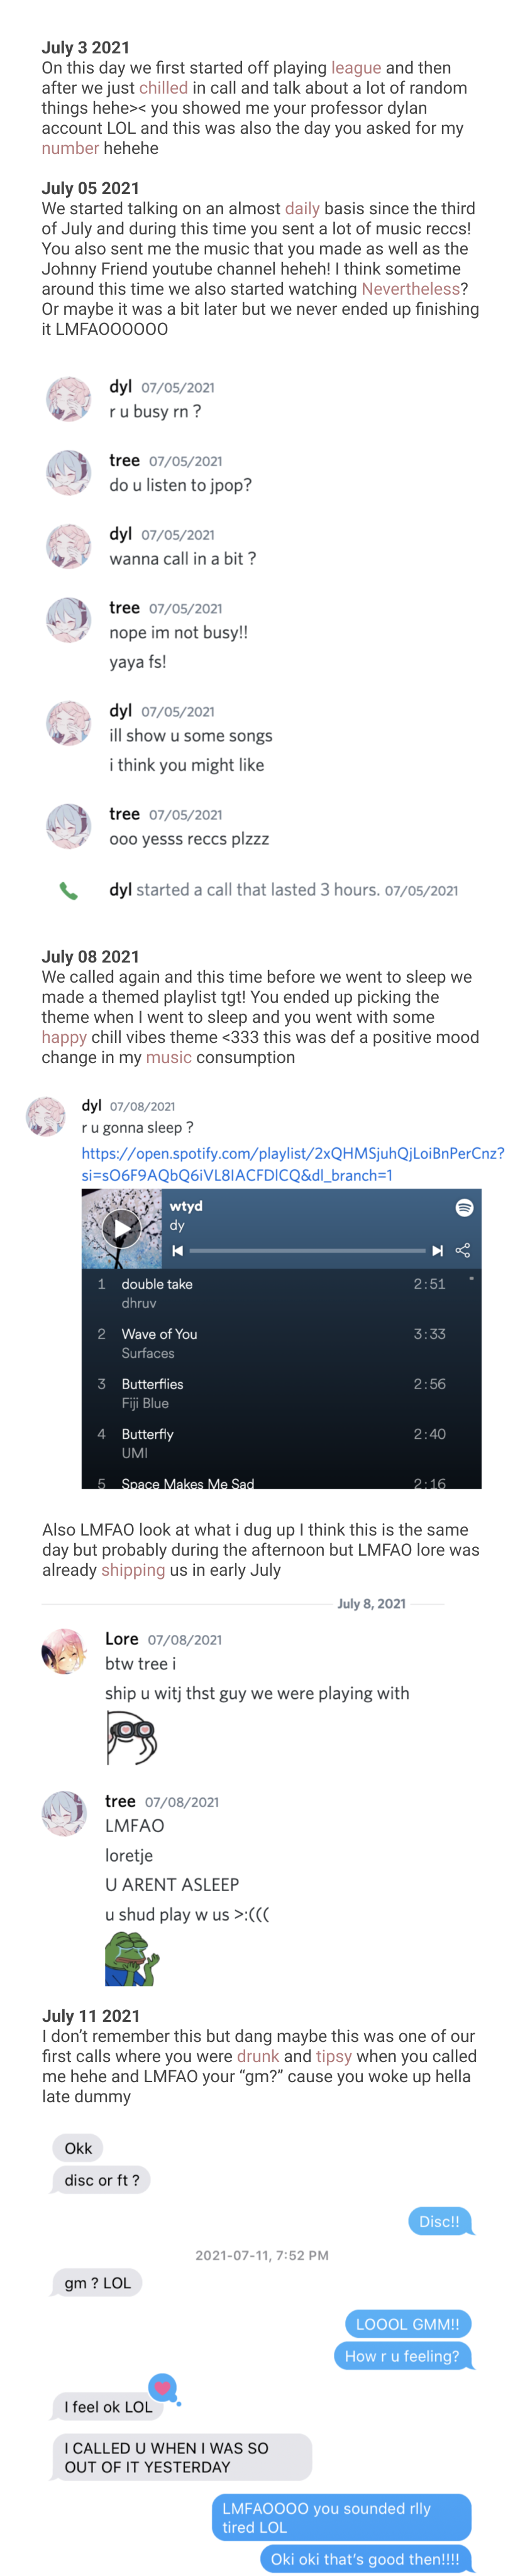 July 3 2021
On this day we first started off playing league and then
after we just chilled in call and talk about a lot of random
things hehe>< you showed me your professor dylan
account LOL and this was also the day you asked for my
number hehehe
July 05 2021
We started talking on an almost daily basis since the third
of July and during this time you sent a lot of music reccs!
You also sent me the music that you made as well as the
Johnny Friend youtube channel heheh! I think sometime
around this time we also started watching Nevertheless?
Or maybe it was a bit later but we never ended up finishing
it LMFAOOOOOO
dyl 07/05/2021
r u busy rn ?
tree 07/05/2021
do u listen to jpop?
dyl 07/05/2021
wanna call in a bit ?
tree 07/05/2021
nope im not busy!!
yaya fs!
dyl 07/05/2021
ill show u some songs
i think you might like
tree 07/05/2021
ooo yesss reccs plzzz
dyl started a call that lasted 3 hours. 07/05/2021
July 08 2021
We called again and this time before we went to sleep we
made a themed playlist tgt! You ended up picking the
theme when I went to sleep and you went with some
happy chill vibes theme <333 this was def a positive mood
change in my music consumption
dyl 07/08/2021
r u gonna sleep ?
https://open.spotify.com/playlist/2xQHMSjuhQjLoiBnPerCnz?
si=sO6F9AQbQ6iVL8IACFDlCQ&dl_branch=1
wtyd
dy
1 double take 2:51
dhruv
2 Wave of You 3:33
Surfaces
3 Butterflies 2:56
Fiji Blue
4 Butterfly 2:40
UMI
5 Space Makes Me Sad 2:16
Also LMFAO look at what i dug up I think this is the same
day but probably during the afternoon but LMFAO lore was
already shipping us in early July
July 8, 2021
Lore 07/08/2021
btw tree i
ship u witj thst guy we were playing with
tree 07/08/2021
LMFAO
loretje
U ARENT ASLEEP
u shud play w us >:(((
July 11 2021
I don't remember this but dang maybe this was one of our
first calls where you were drunk and tipsy when you called
me hehe and LMFAO your "gm?" cause you woke up hella
late dummy
Okk
disc or ft ?
Disc!!
2021-07-11, 7:52 PM
gm ? LOL
LOOOL GMM!!
How r u feeling?
I feel ok LOL
I CALLED U WHEN I WAS SO
OUT OF IT YESTERDAY
LMFAOOOO you sounded rlly
tired LOL
Oki oki that's good then!!!!